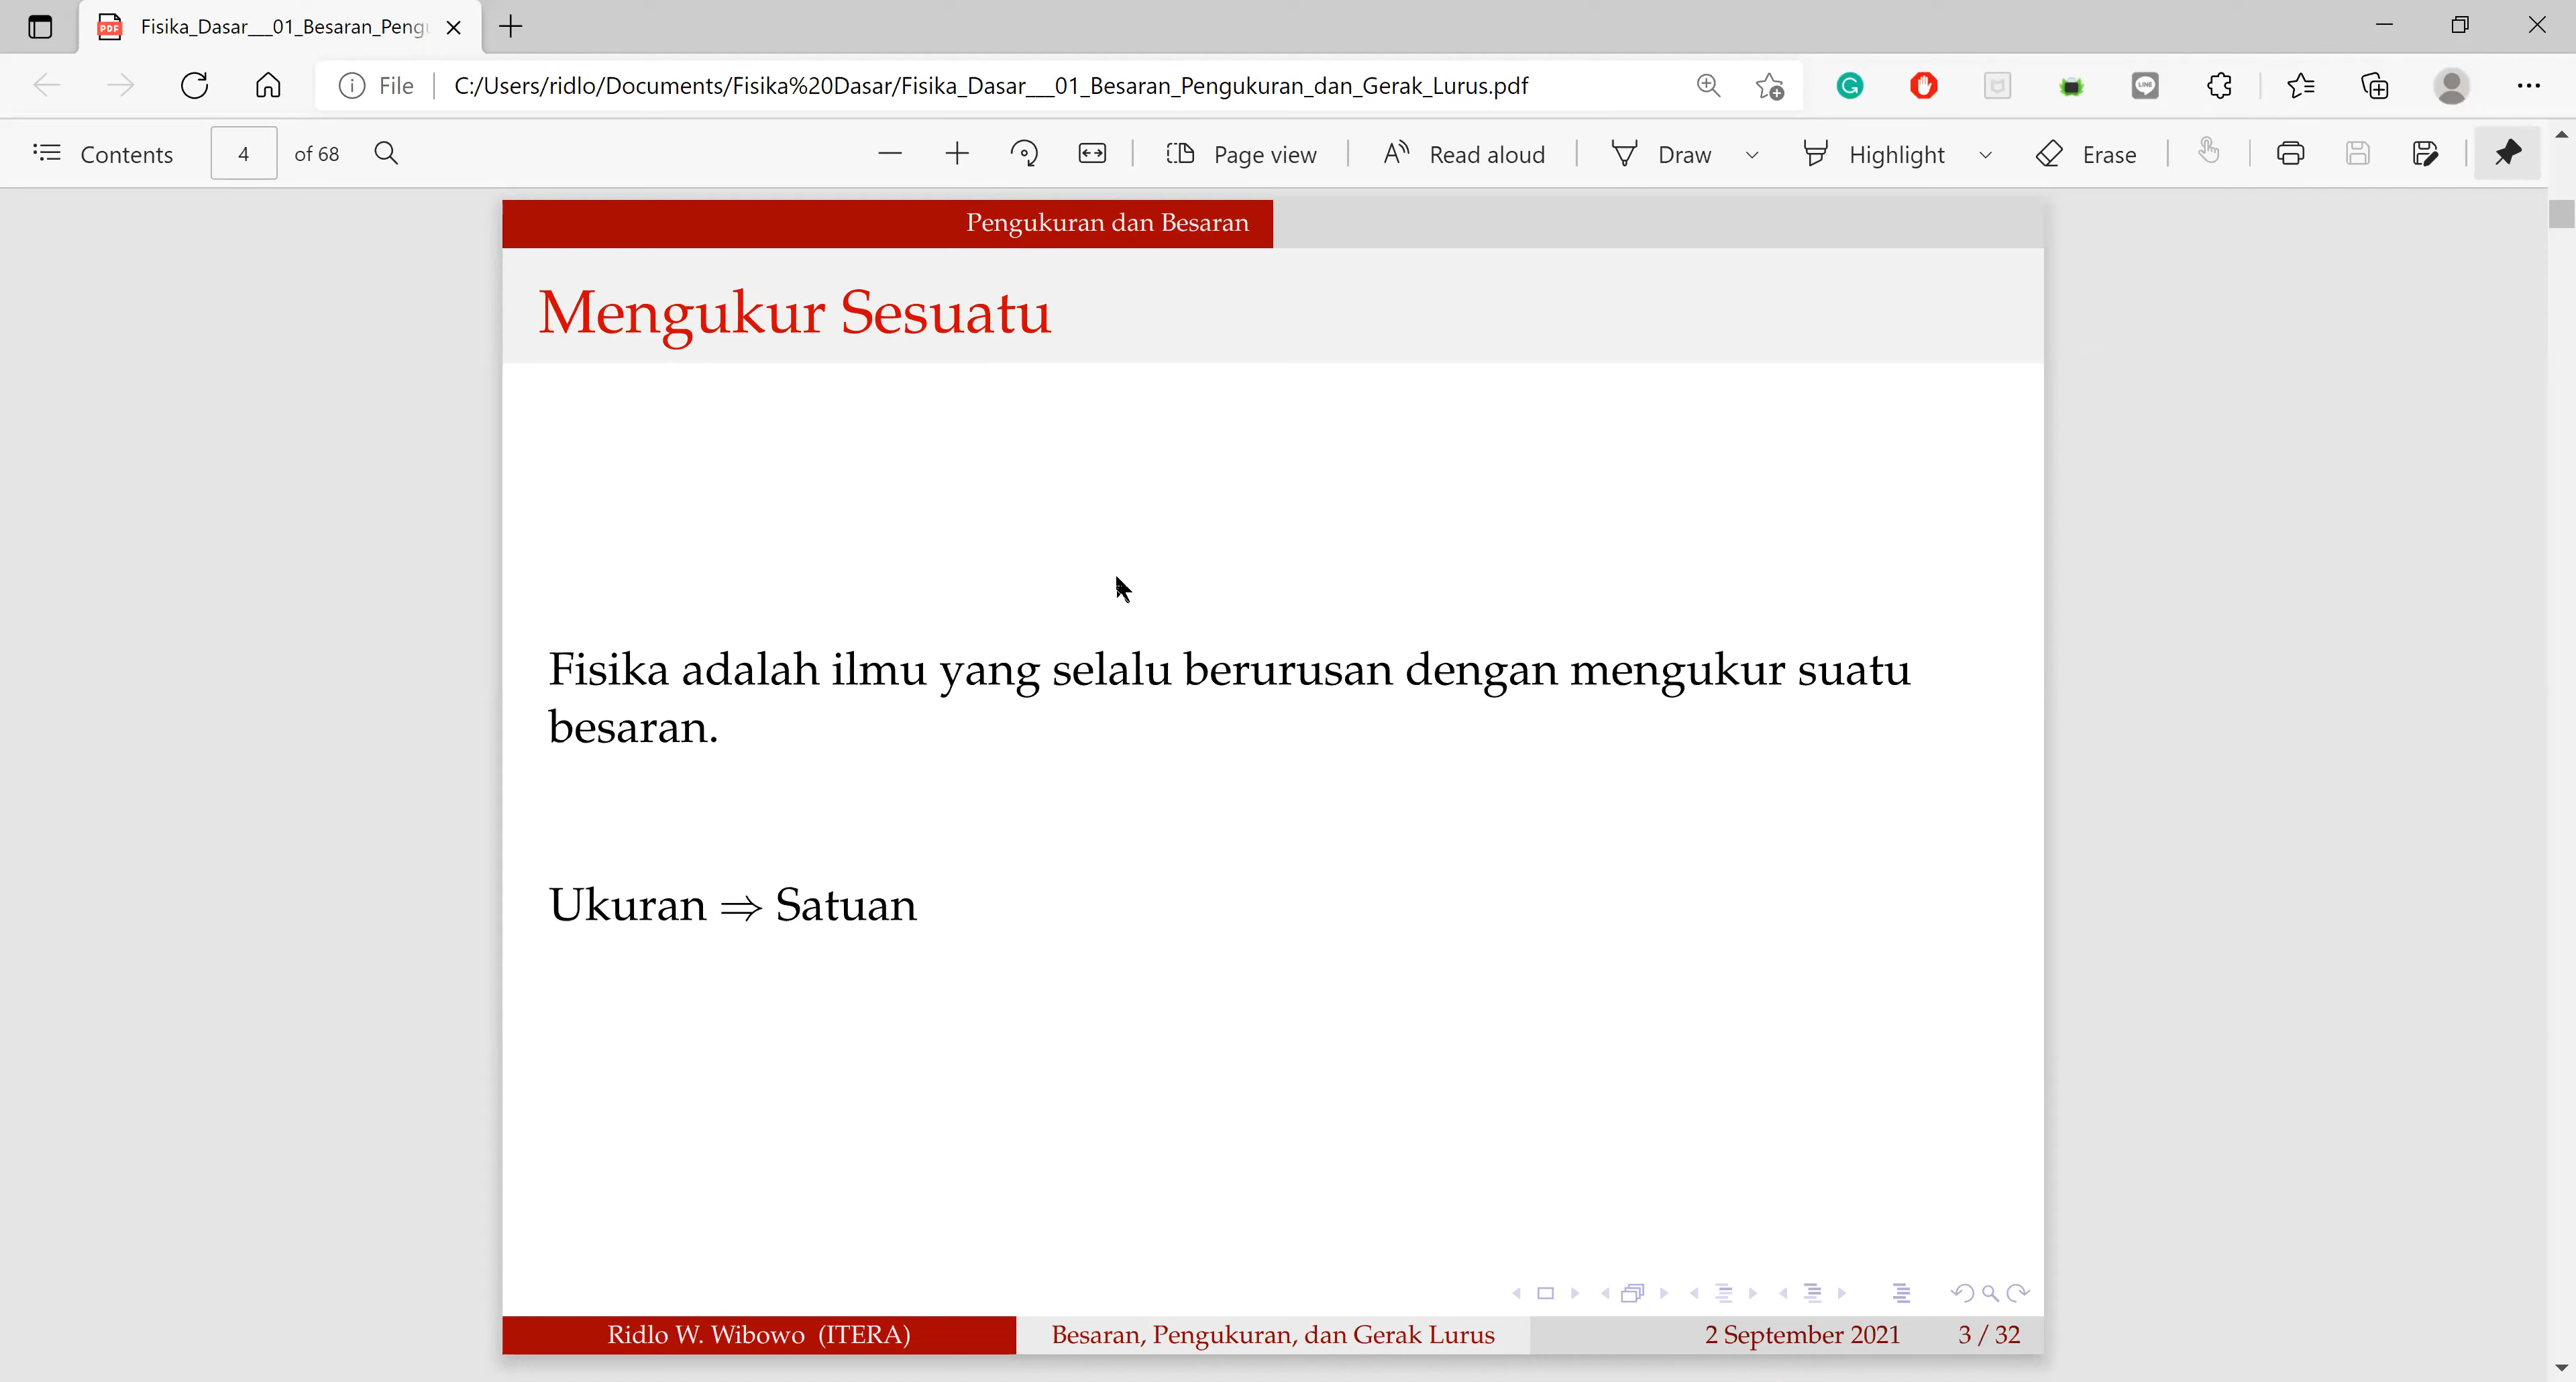 Fisika_Dasar___01_Besaran_Peng
File
C:/Users/ridlo/Documents/Fisika%20Dasar/Fisika_Dasar___01_Besaran_Pengukuran_dan_Gerak_Lurus.pdf
Contents 4 of 68 Page view Read aloud Draw Highlight Erase
Pengukuran dan Besaran
Mengukur Sesuatu
Fisika adalah ilmu yang selalu berurusan dengan mengukur suatu
besaran.
Ukuran ⇒ Satuan
Ridlo W. Wibowo (ITERA) Besaran, Pengukuran, dan Gerak Lurus 2 September 2021 3 / 32